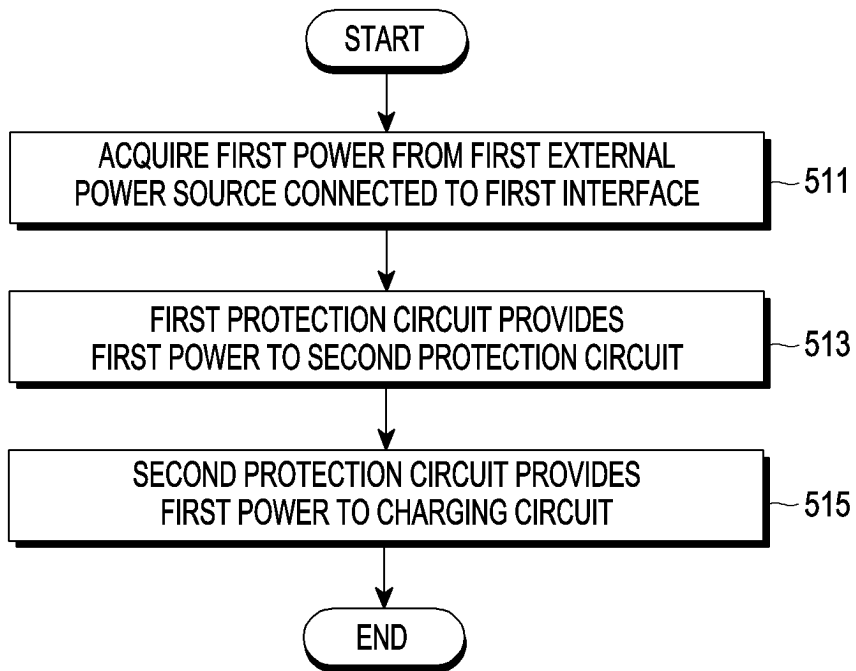 START
ACQUIRE FIRST POWER FROM FIRST EXTERNAL
POWER SOURCE CONNECTED TO FIRST INTERFACE
511
FIRST PROTECTION CIRCUIT PROVIDES
FIRST POWER TO SECOND PROTECTION CIRCUIT
513
SECOND PROTECTION CIRCUIT PROVIDES
FIRST POWER TO CHARGING CIRCUIT
515
END